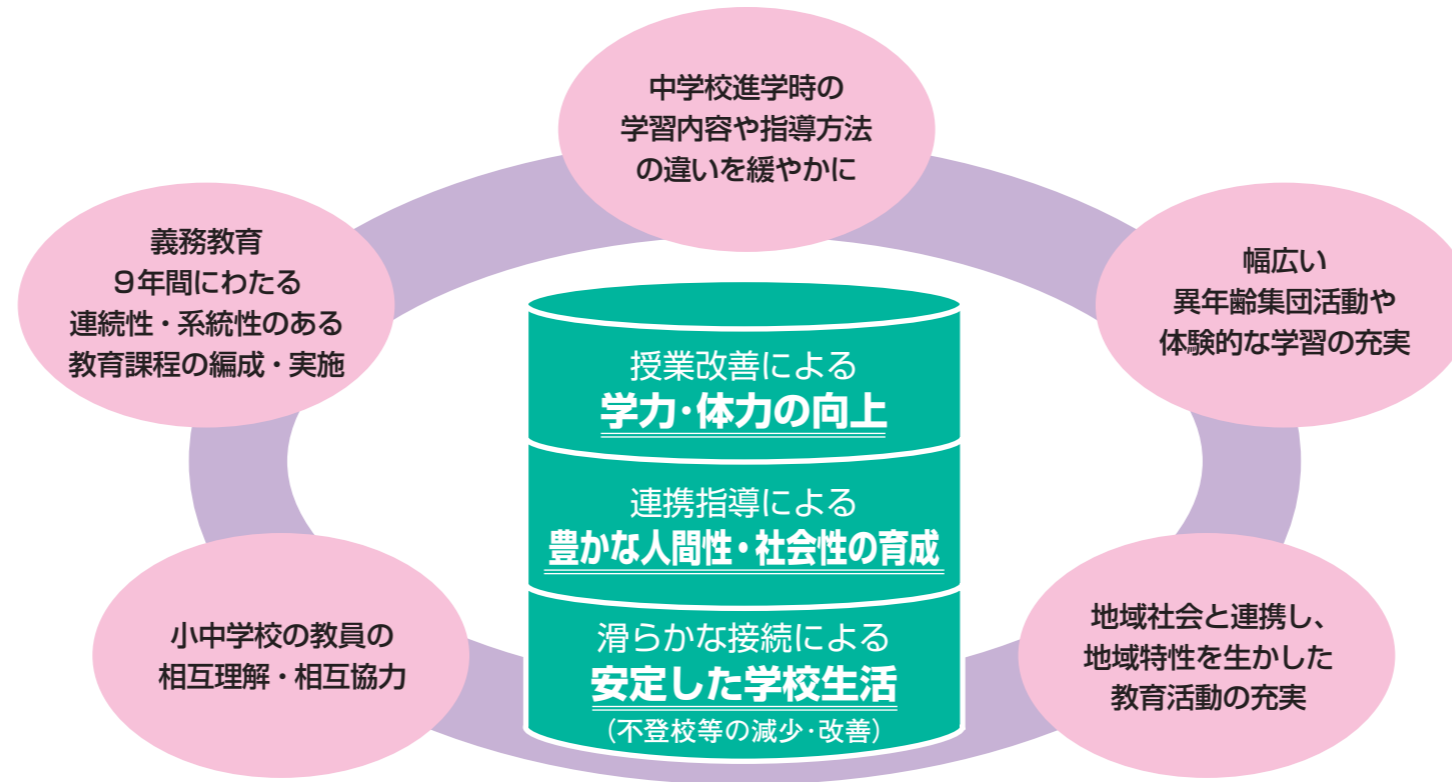 中学校進学時の
学習内容や指導方法
の違いを緩やかに
義務教育
9年間にわたる
連続性・系統性のある
教育課程の編成・実施
幅広い
異年齢集団活動や
体験的な学習の充実
授業改善による
学力・体力の向上
連携指導による
豊かな人間性・社会性の育成
滑らかな接続による
安定した学校生活
(不登校等の減少・改善)
小中学校の教員の
相互理解・相互協力
地域社会と連携し、
地域特性を生かした
教育活動の充実